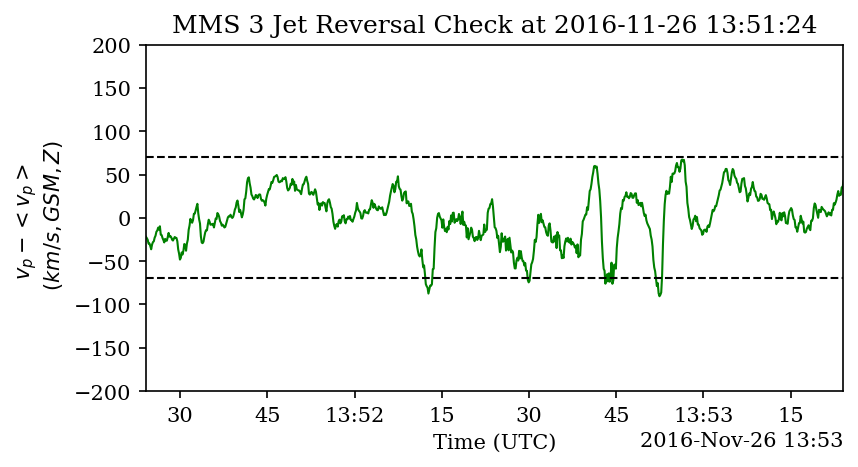 MMS 3 Jet Reversal Check at 2016-11-26 13:51:24
200
150
100
50
0
−50
−100
−150
−200
v_p − < v_p >
(km/s, GSM, Z)
30 45 13:52 15 30 45 13:53 15
Time (UTC)
2016-Nov-26 13:53